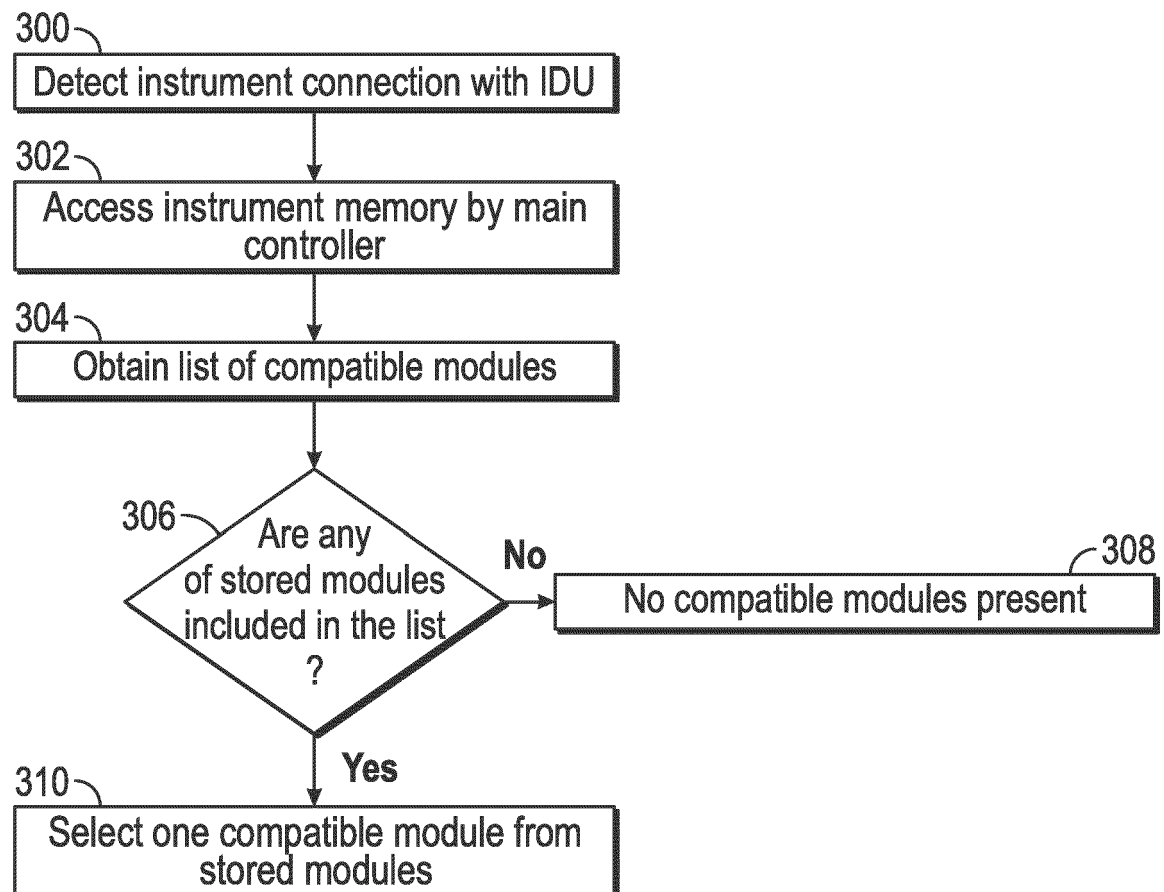 300
Detect instrument connection with IDU
302
Access instrument memory by main
controller
304
Obtain list of compatible modules
306
Are any
of stored modules
included in the list
?
No
308
No compatible modules present
Yes
310
Select one compatible module from
stored modules